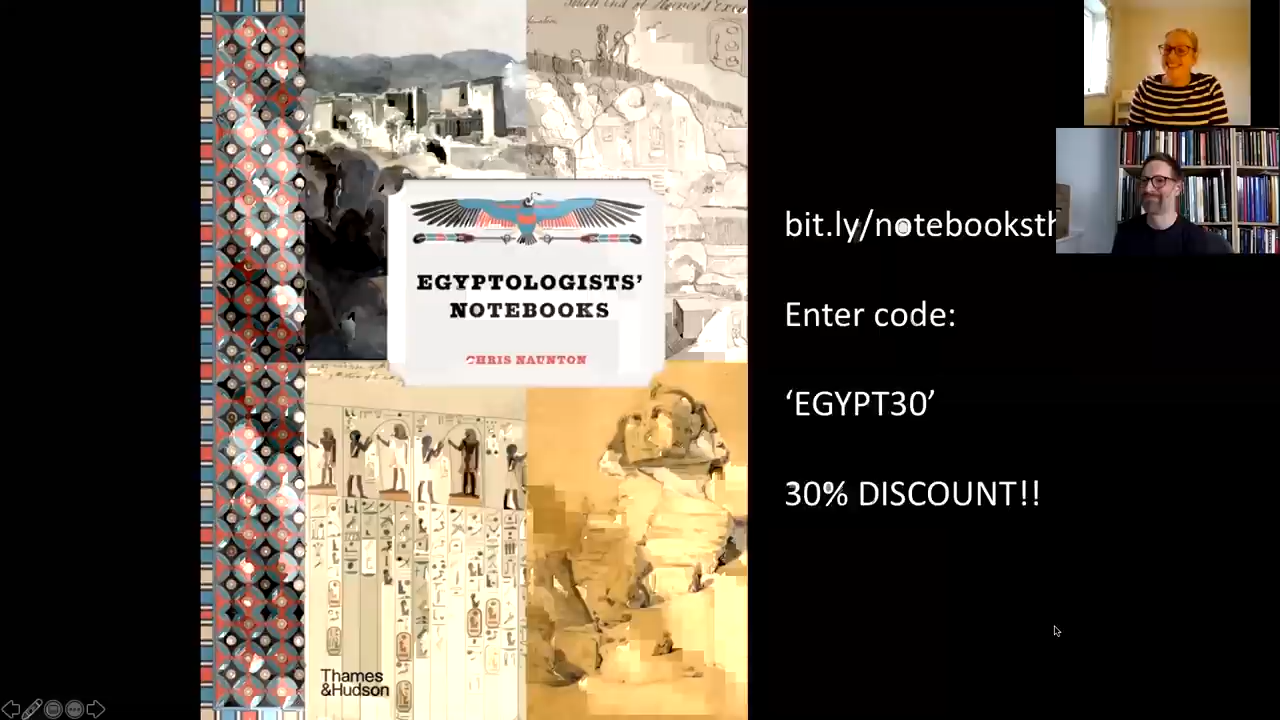 EGYPTOLOGISTS’
NOTEBOOKS
CHRIS NAUNTON
Thames
&Hudson
bit.ly/notebooksth
Enter code:
‘EGYPT30’
30% DISCOUNT!!